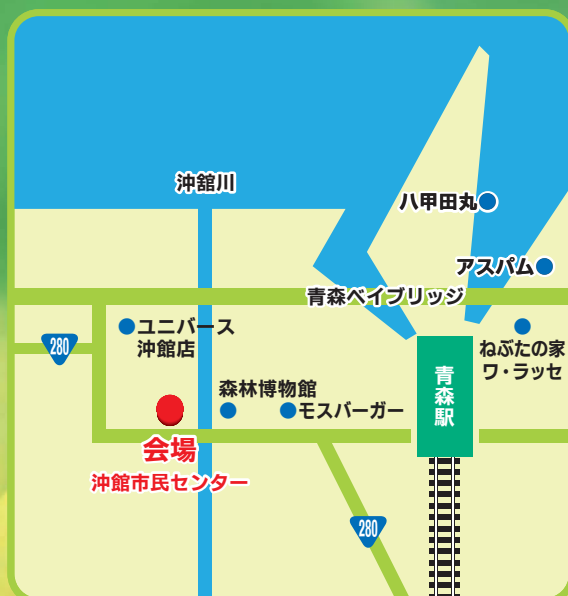 沖舘川
八甲田丸
アスパム
青森ベイブリッジ
ユニバース
沖舘店
280
ねぶたの家
ワ・ラッセ
青森駅
森林博物館
モスバーガー
会場
沖舘市民センター
280